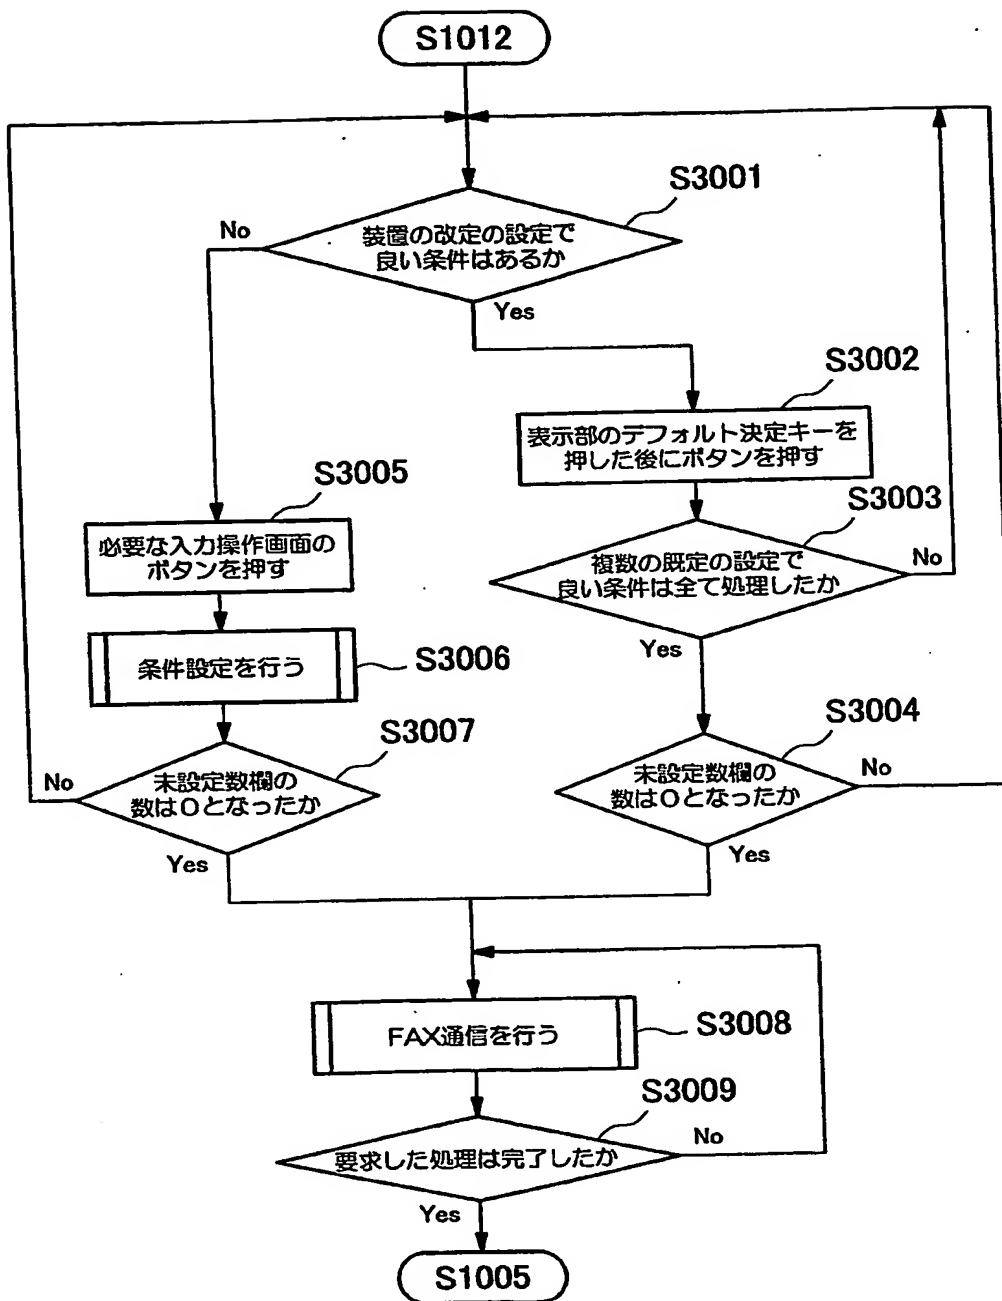 S1012
S3001
No
装置の改定の設定で
良い条件はあるか
Yes
S3002
表示部のデフォルト決定キーを
押した後にボタンを押す
S3005
必要な入力操作画面の
ボタンを押す
S3003
複数の既定の設定で
良い条件は全て処理したか
No
Yes
条件設定を行う
S3006
S3007
No
未設定数欄の
数は0となったか
Yes
S3004
未設定数欄の
数は0となったか
No
Yes
FAX通信を行う
S3008
S3009
要求した処理は完了したか
No
Yes
S1005